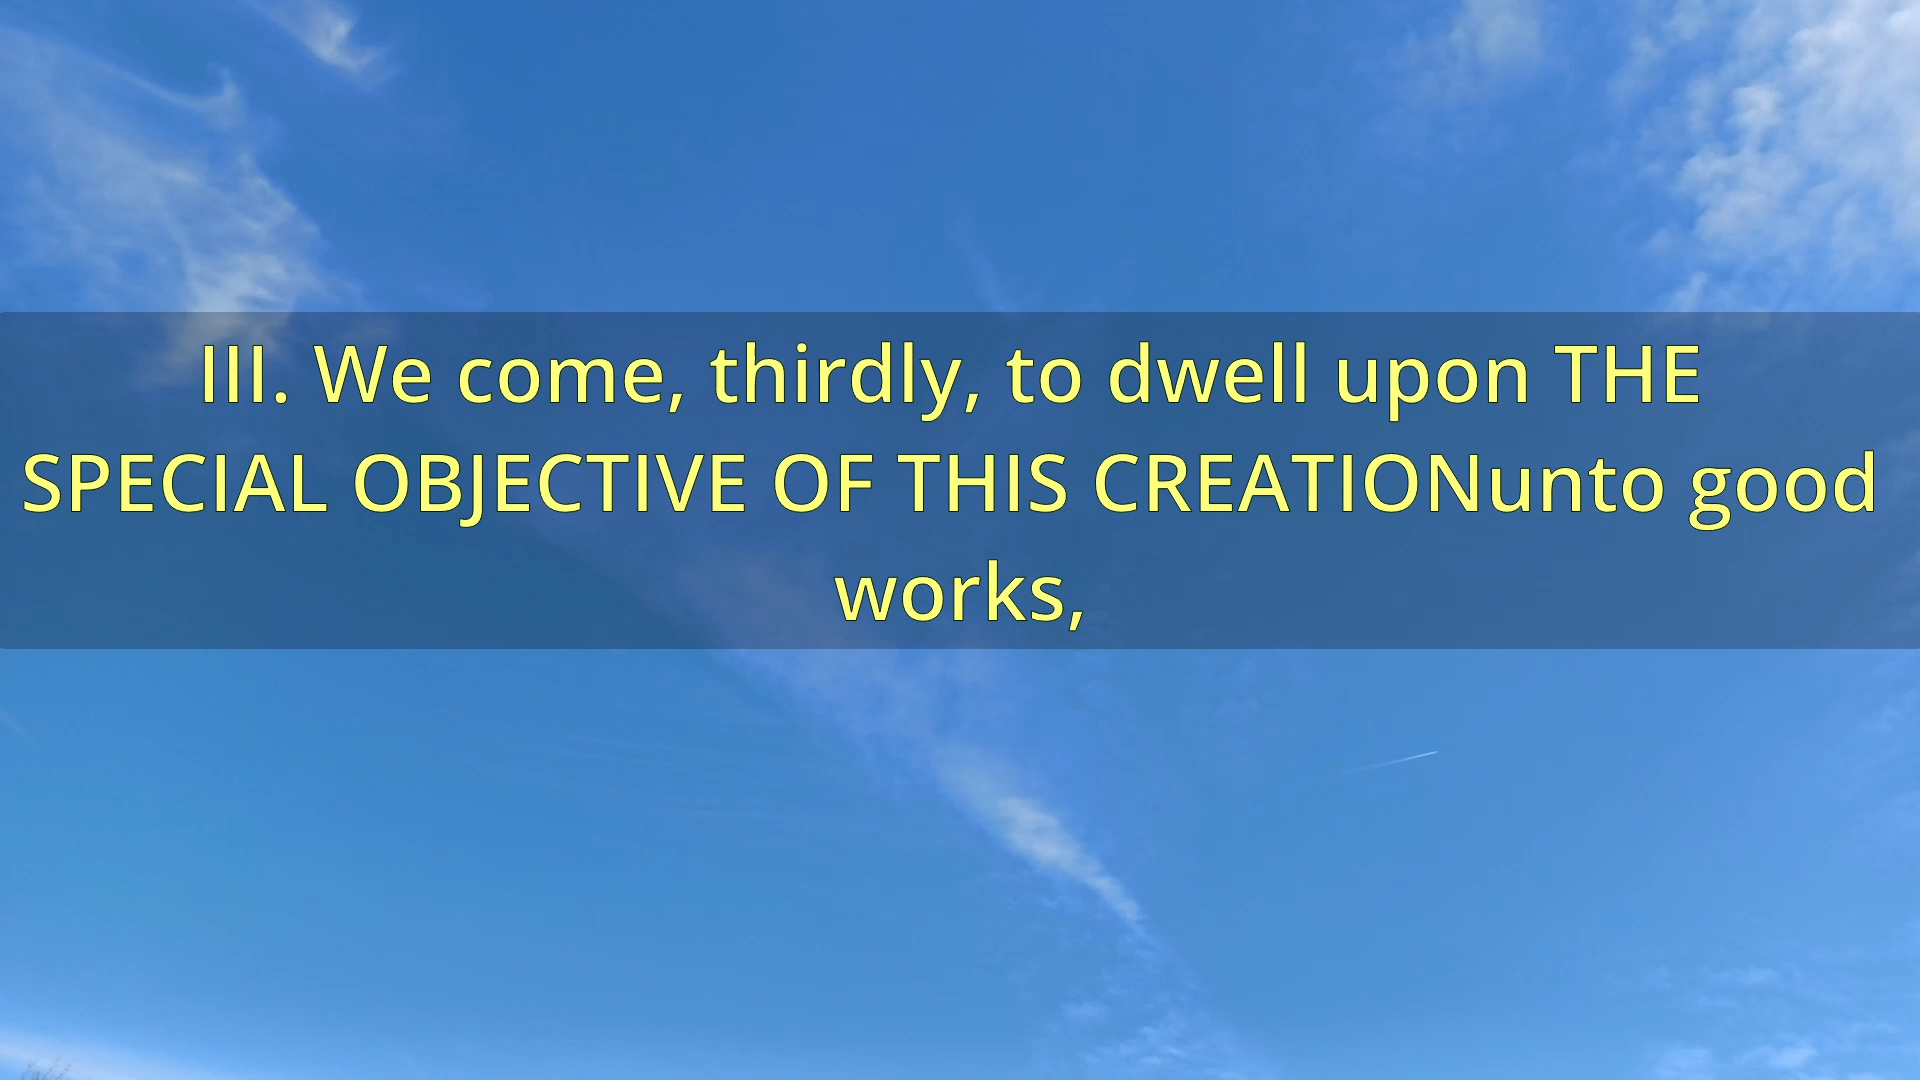 III. We come, thirdly, to dwell upon THE
SPECIAL OBJECTIVE OF THIS CREATIONunto good
works,